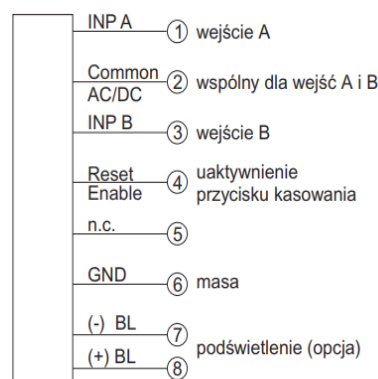 INP A
1 wejście A
Common
AC/DC
2 wspólny dla wejść A i B
INP B
3 wejście B
Reset
Enable
4 uaktywnienie
przycisku kasowania
n.c.
5
GND
6 masa
(-) BL
7
podświetlenie (opcja)
(+) BL
8